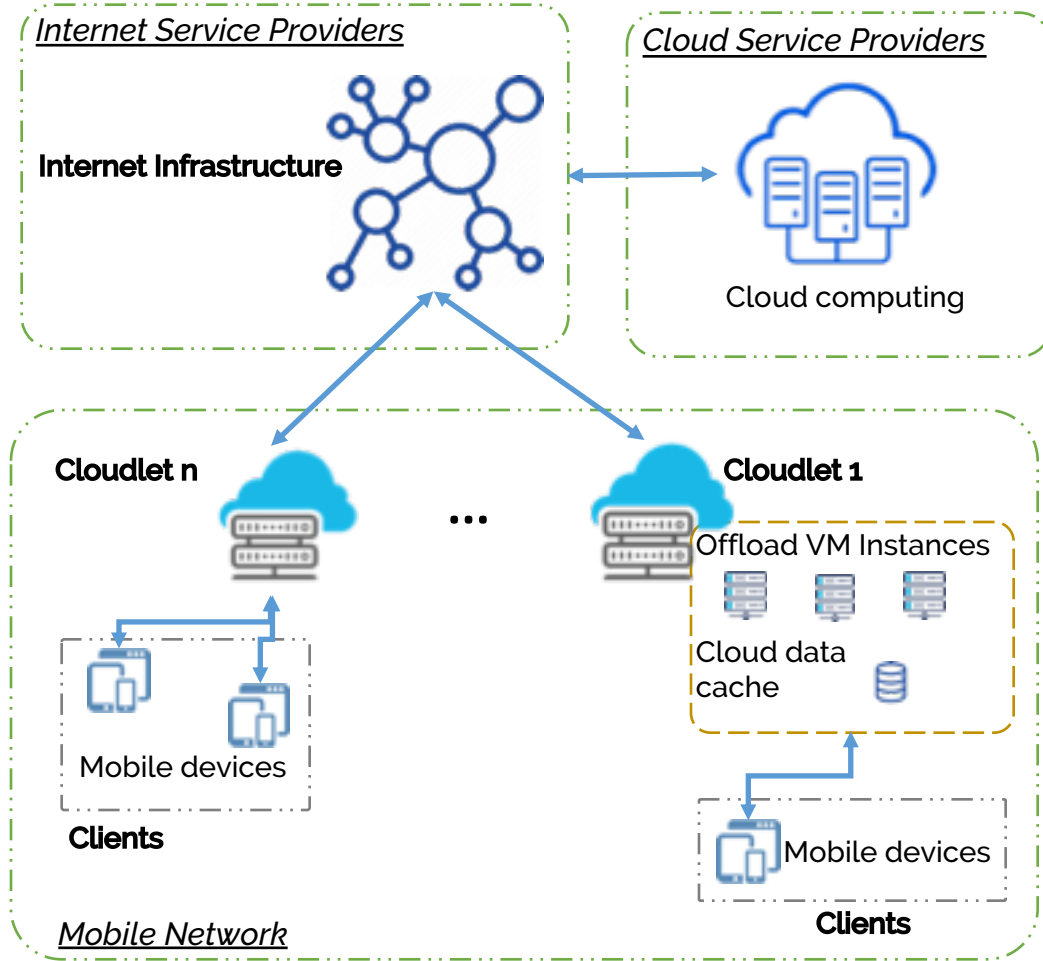 Internet Service Providers
Cloud Service Providers
Internet Infrastructure
Cloud computing
Cloudlet n
...
Cloudlet 1
Offload VM Instances
Cloud data
cache
Mobile devices
Clients
Mobile devices
Clients
Mobile Network